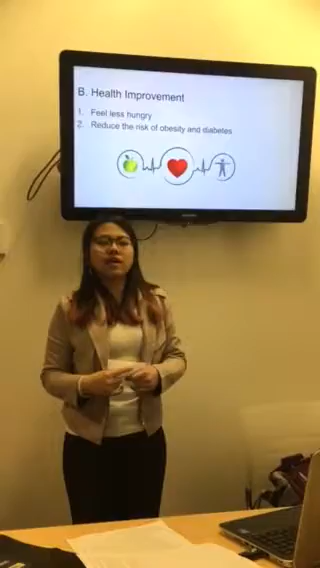 B. Health Improvement
1. Feel less hungry
2. Reduce the risk of obesity and diabetes